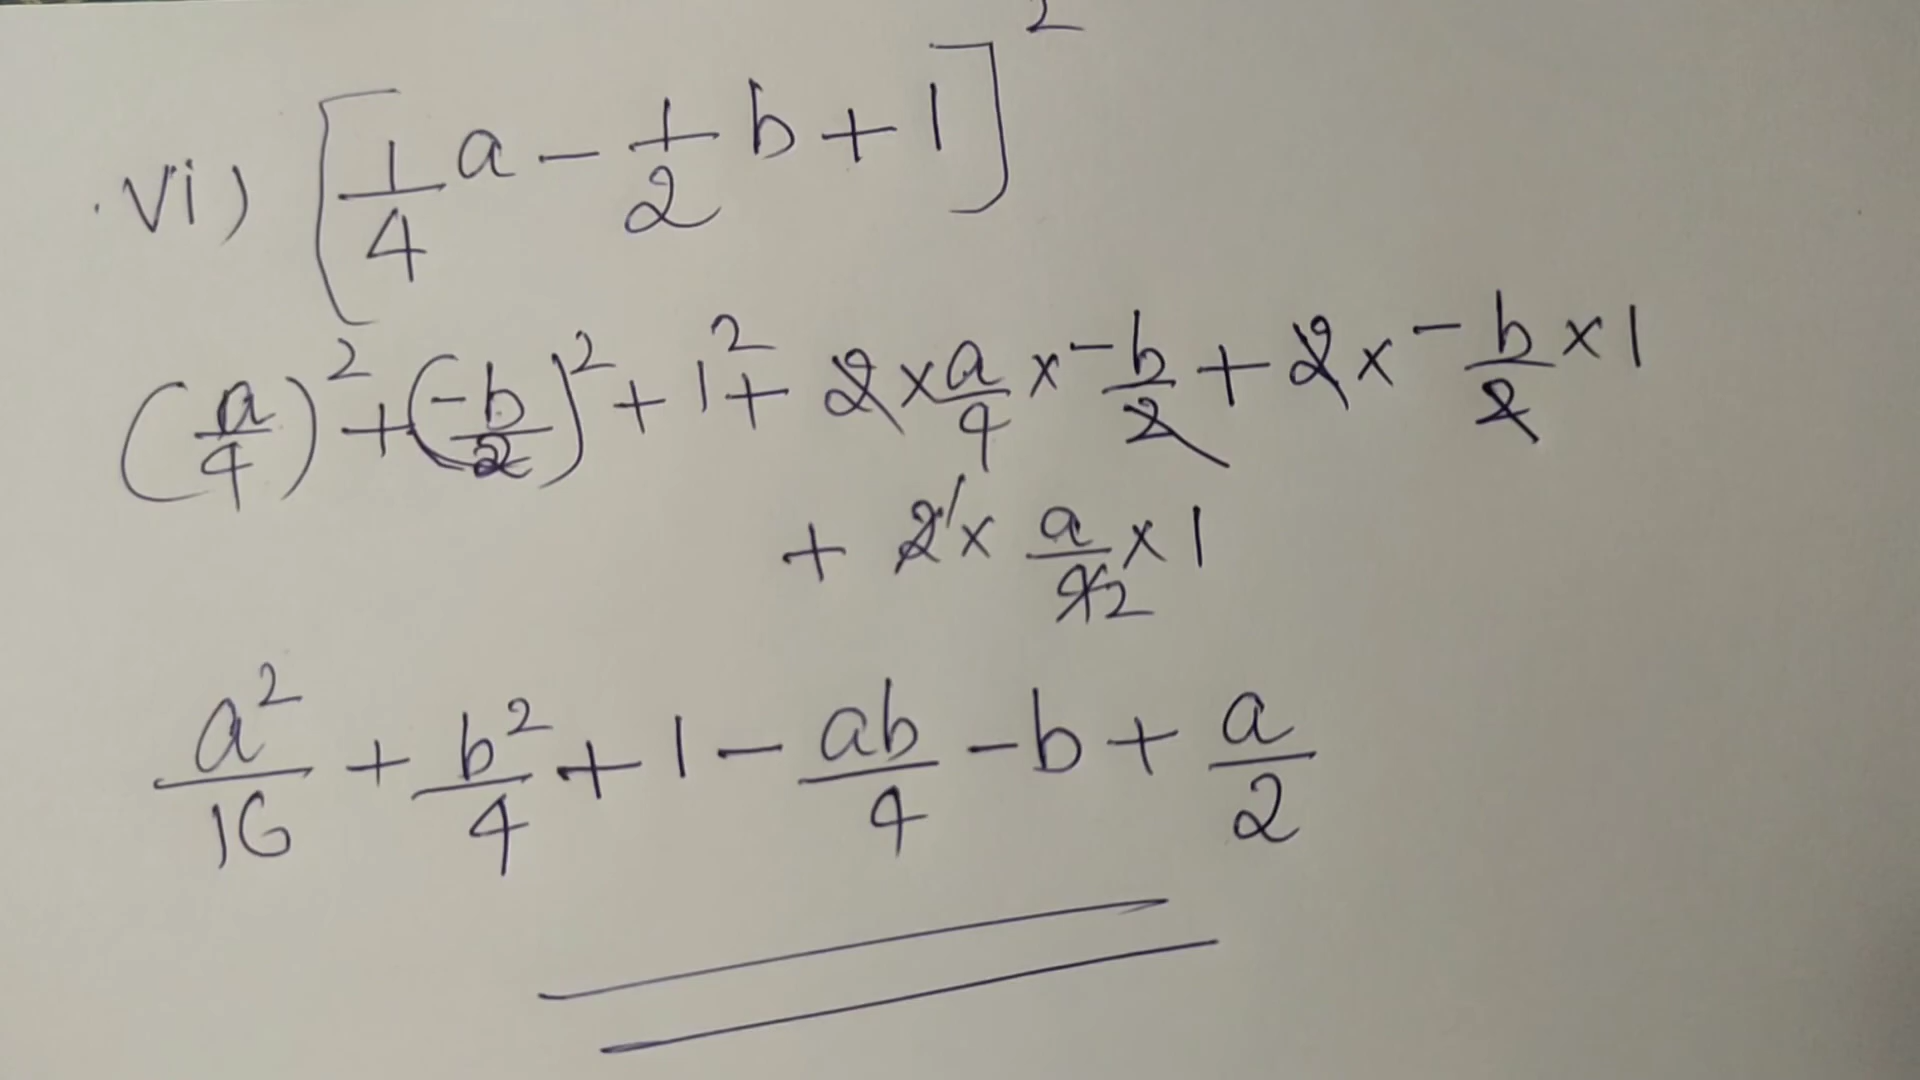 vi) [1/4 a - 1/2 b + 1]²
(a/4)² + (-b/2)² + 1² + 2 × a/4 × -b/2 + 2 × -b/2 × 1
+ 2 × a/4 2 × 1
a²/16 + b²/4 + 1 - ab/4 - b + a/2